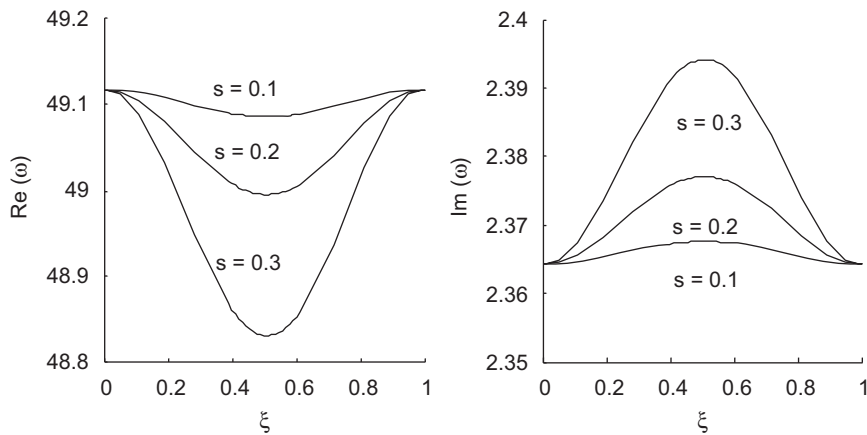 49.2
49.1
49
48.9
48.8
Re (ω)
s = 0.1
s = 0.2
s = 0.3
0 0.2 0.4 0.6 0.8 1
ξ
2.4
2.39
2.38
2.37
2.36
2.35
Im (ω)
s = 0.3
s = 0.2
s = 0.1
0 0.2 0.4 0.6 0.8 1
ξ